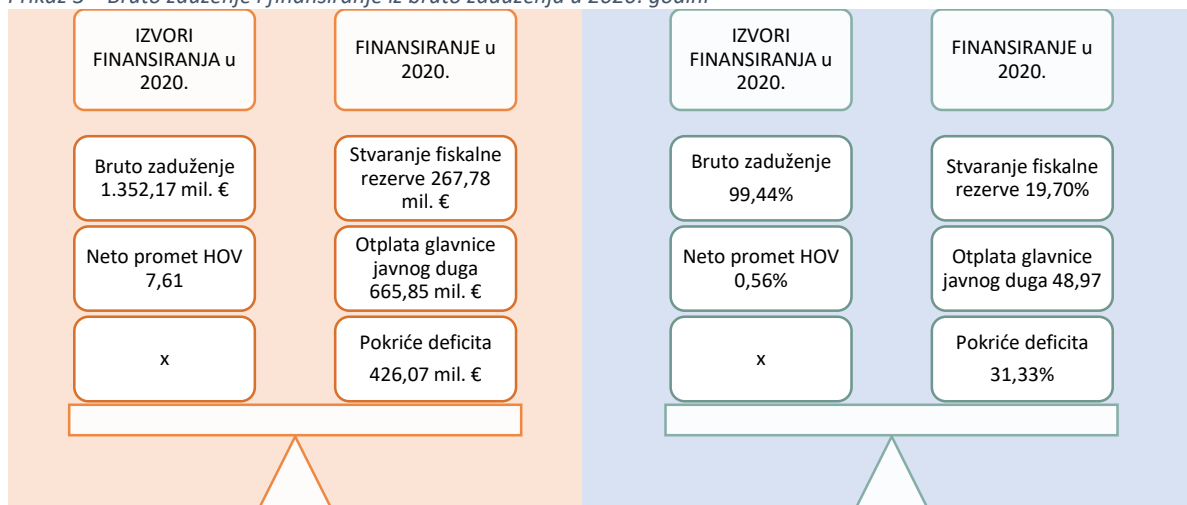 IZVORI
FINANSIRANJA u
2020.
FINANSIRANJE u
2020.
Bruto zaduženje
1.352,17 mil. €
Stvaranje fiskalne
rezerve 267,78
mil. €
Neto promet HOV
7,61
Otplata glavnice
javnog duga
665,85 mil. €
x
Pokriće deficita
426,07 mil. €
IZVORI
FINANSIRANJA u
2020.
FINANSIRANJE u
2020.
Bruto zaduženje
99,44%
Stvaranje fiskalne
rezerve 19,70%
Neto promet HOV
0,56%
Otplata glavnice
javnog duga 48,97
x
Pokriće deficita
31,33%